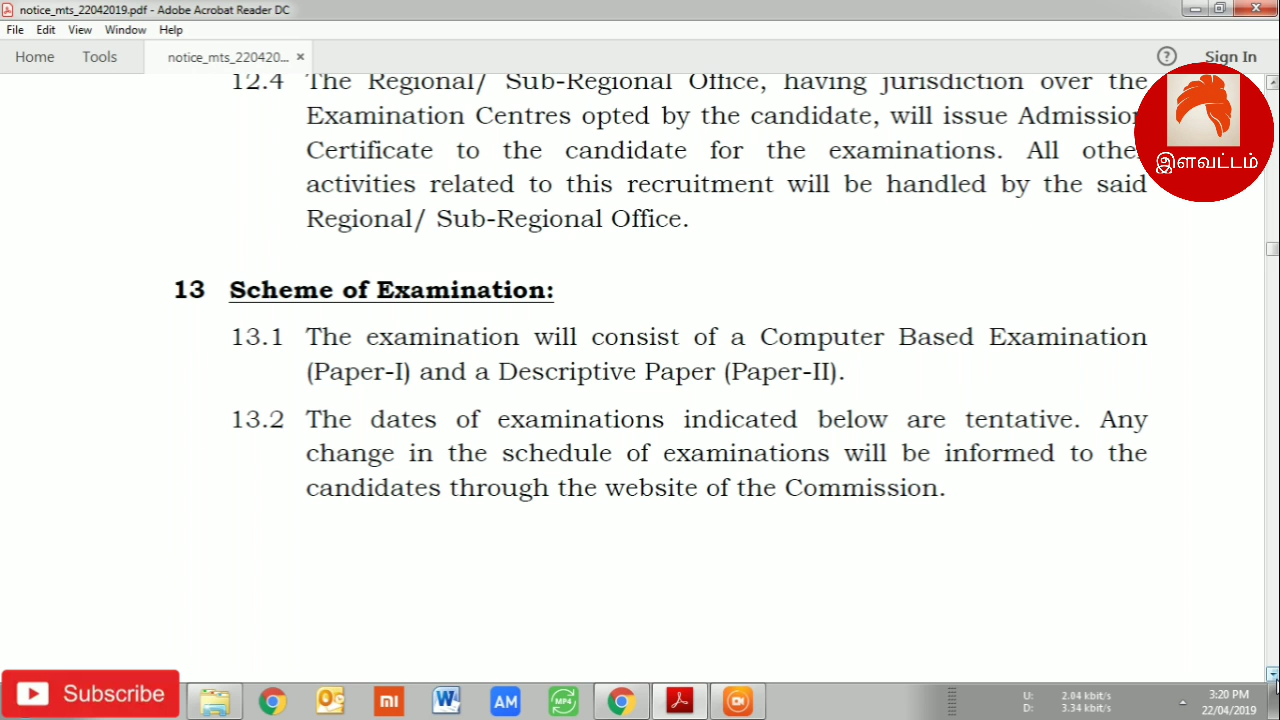 notice_mts_22042019.pdf - Adobe Acrobat Reader DC
File Edit View Window Help
Home Tools notice_mts_220420... × ? Sign In
12.4 The Regional/ Sub-Regional Office, having jurisdiction over the
Examination Centres opted by the candidate, will issue Admission
Certificate to the candidate for the examinations. All other
activities related to this recruitment will be handled by the said
Regional/ Sub-Regional Office.
இளவட்டம்
13 Scheme of Examination:
13.1 The examination will consist of a Computer Based Examination
(Paper-I) and a Descriptive Paper (Paper-II).
13.2 The dates of examinations indicated below are tentative. Any
change in the schedule of examinations will be informed to the
candidates through the website of the Commission.
Subscribe
mi
W
AM
MP4
U: 2.04 kbit/s
D: 3.34 kbit/s
3:20 PM
22/04/2019